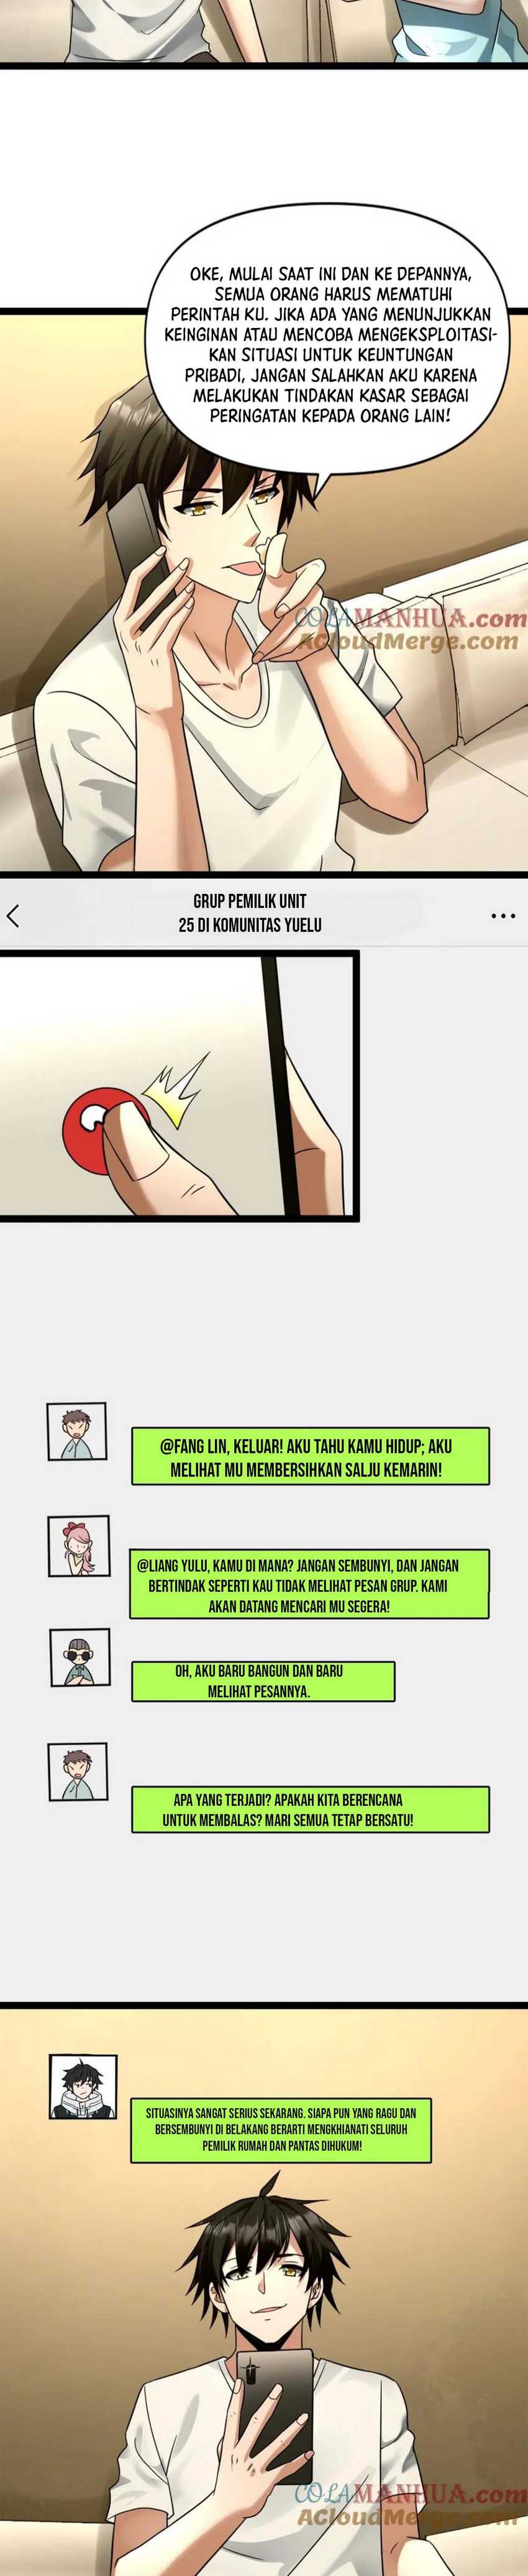 OKE, MULAI SAAT INI DAN KE DEPANNYA,
SEMUA ORANG HARUS MEMATUHI
PERINTAH KU. JIKA ADA YANG MENUNJUKKAN
KEINGINAN ATAU MENCOBA MENGEKSPLOITASI-
KAN SITUASI UNTUK KEUNTUNGAN
PRIBADI, JANGAN SALAHKAN AKU KARENA
MELAKUKAN TINDAKAN KASAR SEBAGAI
PERINGATAN KEPADA ORANG LAIN!
COLAMANHUA.com
AcloudMerge.com
GRUP PEMILIK UNIT
25 DI KOMUNITAS YUELU
@FANG LIN, KELUAR! AKU TAHU KAMU HIDUP; AKU
MELIHAT MU MEMBERSIHKAN SALJU KEMARIN!
@LIANG YULU, KAMU DI MANA? JANGAN SEMBUNYI, DAN JANGAN
BERTINDAK SEPERTI KAU TIDAK MELIHAT PESAN GRUP. KAMI
AKAN DATANG MENCARI MU SEGERA!
OH, AKU BARU BANGUN DAN BARU
MELIHAT PESANNYA.
APA YANG TERJADI? APAKAH KITA BERENCANA
UNTUK MEMBALAS? MARI SEMUA TETAP BERSATU!
SITUASINYA SANGAT SERIUS SEKARANG. SIAPA PUN YANG RAGU DAN
BERSEMBUNYI DI BELAKANG BERARTI MENGKHIANATI SELURUH
PEMILIK RUMAH DAN PANTAS DIHUKUM!
COLAMANHUA.com
AcloudMerge.com